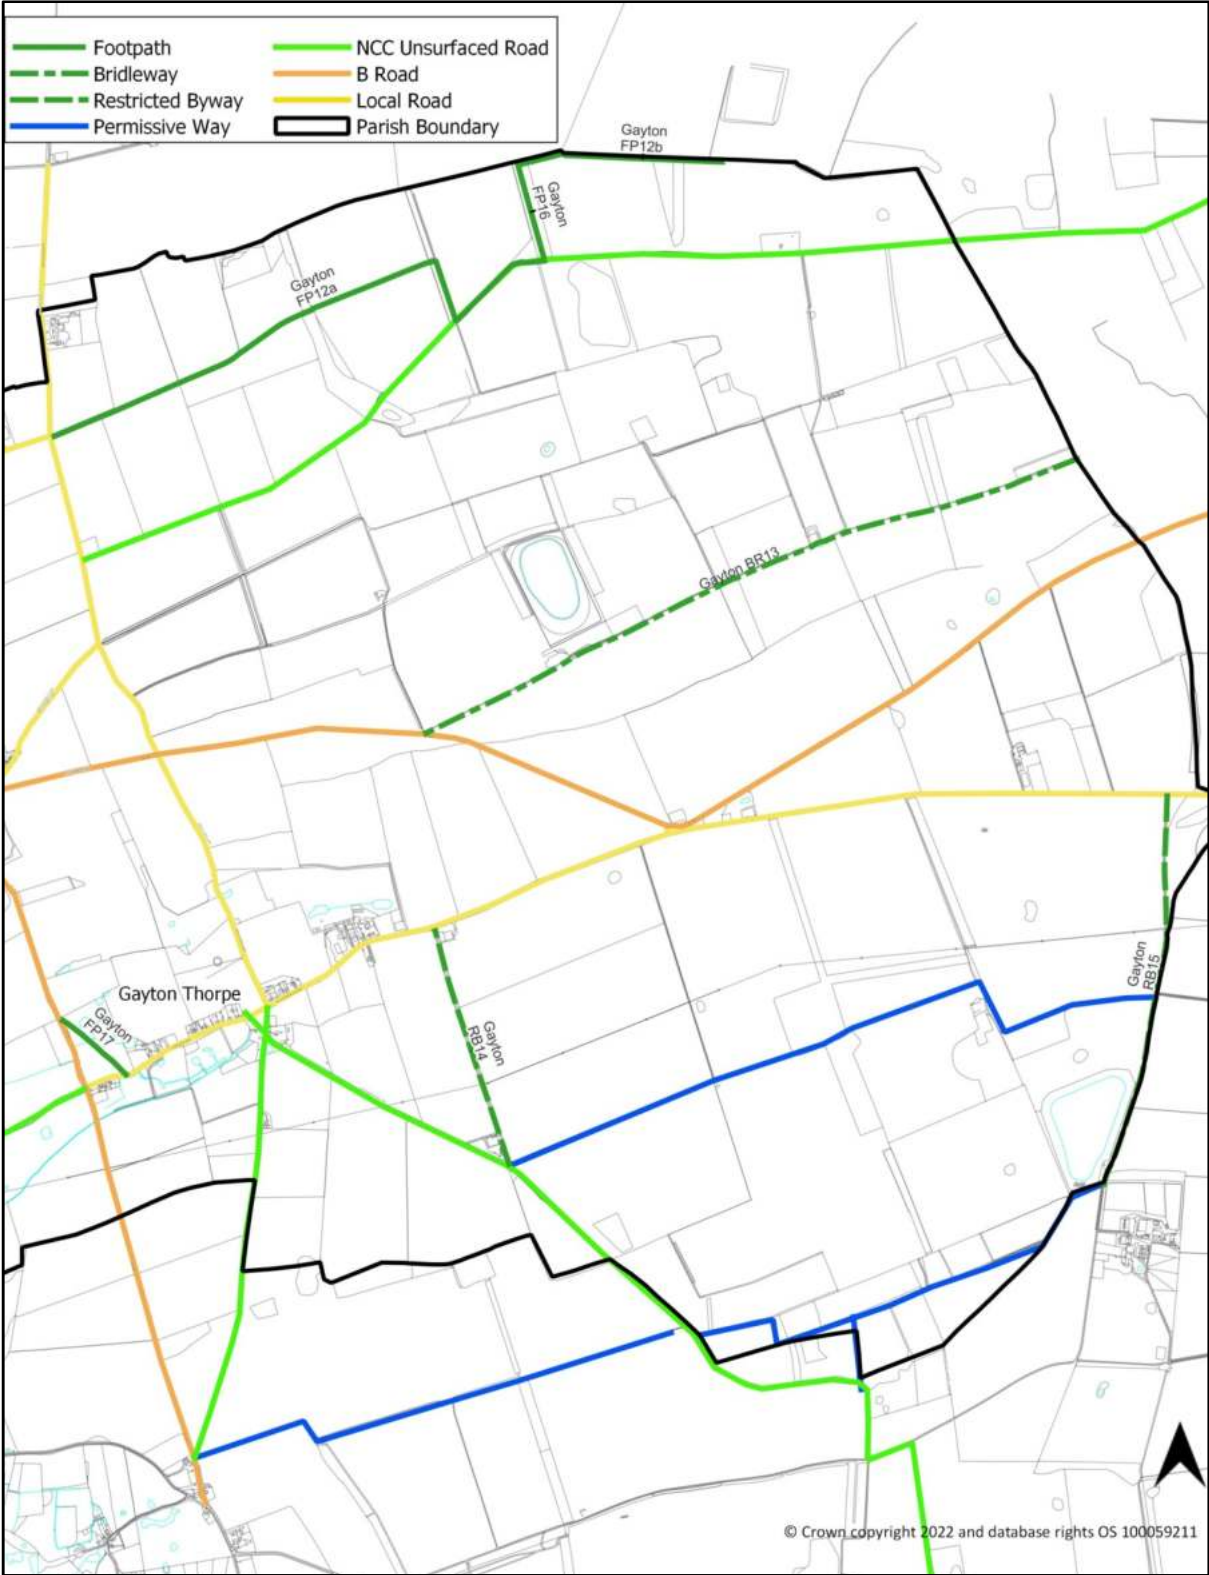 Footpath
NCC Unsurfaced Road
Bridleway
B Road
Restricted Byway
Local Road
Permissive Way
Parish Boundary
Gayton
FP12b
Gayton
FP16
Gayton
FP12a
Gayton BR13
Gayton
RB15
Gayton Thorpe
Gayton
FP17
Gayton
RB14
© Crown copyright 2022 and database rights OS 100059211